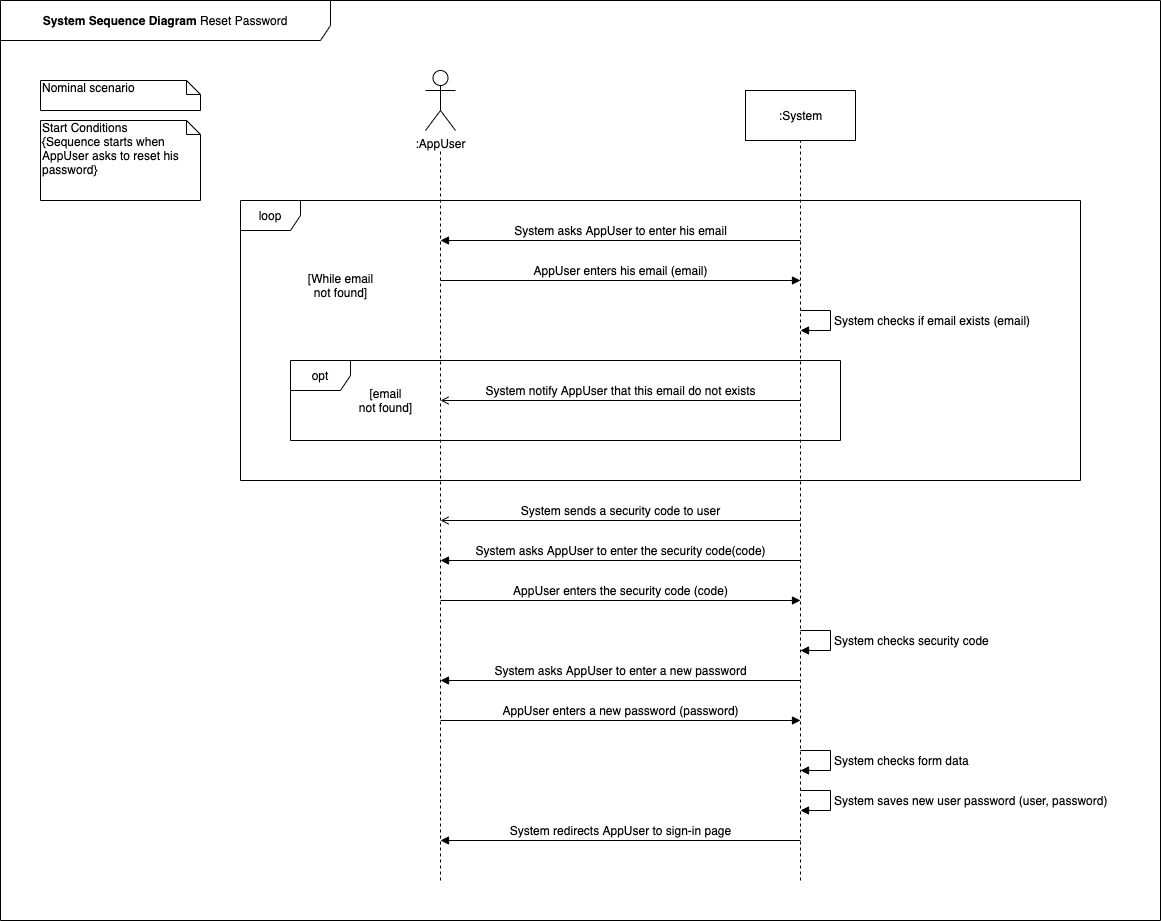 System Sequence Diagram Reset Password
Nominal scenario
Start Conditions
{Sequence starts when
AppUser asks to reset his
password}
:AppUser
:System
loop
System asks AppUser to enter his email
AppUser enters his email (email)
[While email
not found]
System checks if email exists (email)
opt
[email
not found]
System notify AppUser that this email do not exists
System sends a security code to user
System asks AppUser to enter the security code(code)
AppUser enters the security code (code)
System checks security code
System asks AppUser to enter a new password
AppUser enters a new password (password)
System checks form data
System saves new user password (user, password)
System redirects AppUser to sign-in page